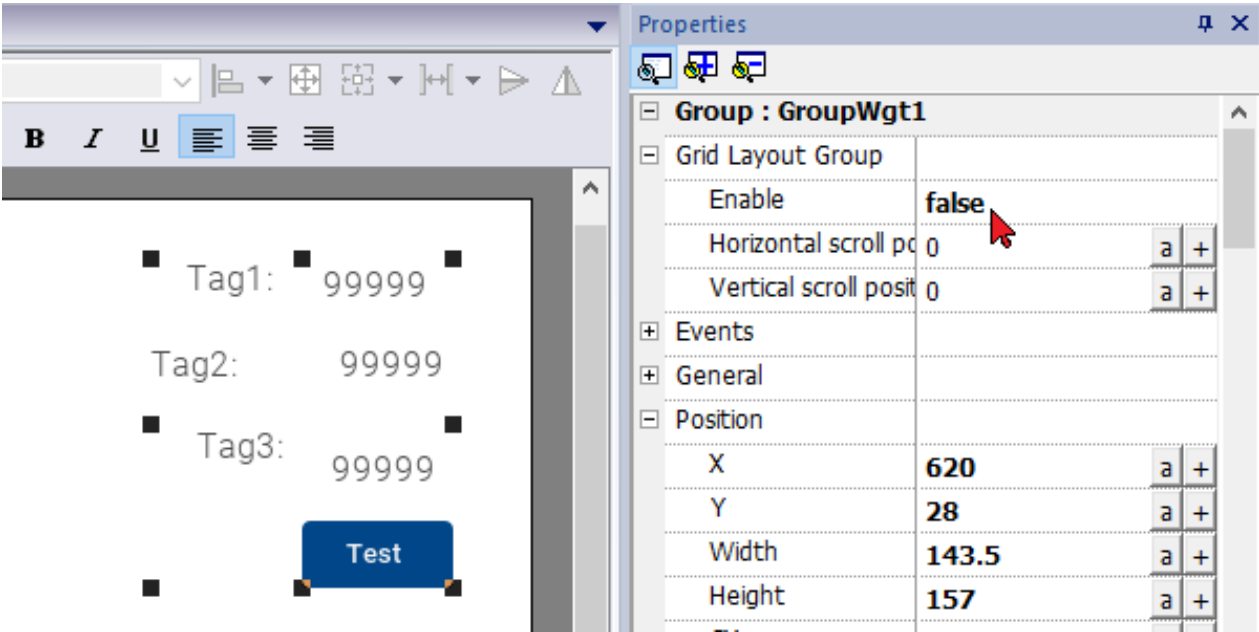 Properties
B I U
Group : GroupWgt1
Grid Layout Group
Enable false
Horizontal scroll po 0 a +
Vertical scroll posit 0 a +
Events
General
Position
X 620 a +
Y 28 a +
Width 143.5 a +
Height 157 a +
Tag1: 99999
Tag2: 99999
Tag3: 99999
Test